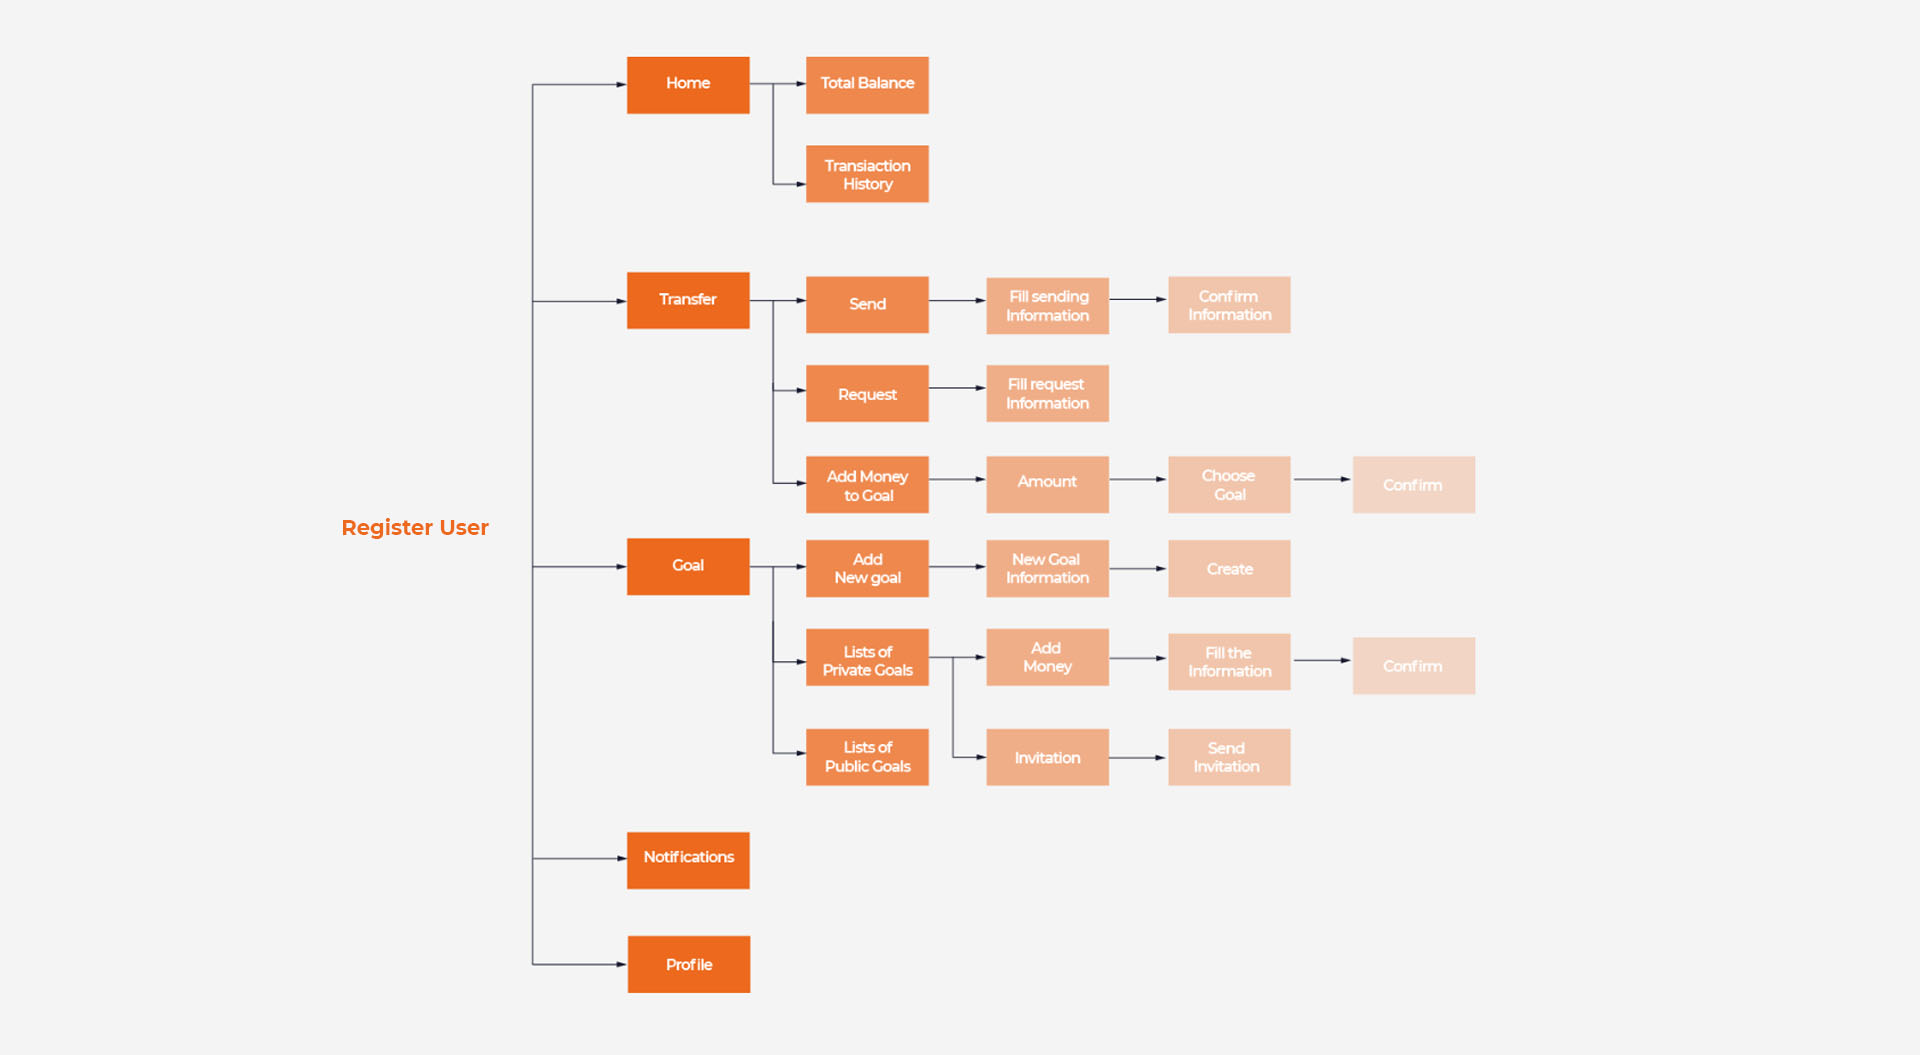 Home
Total Balance
Transiaction
History
Transfer
Send
Fill sending
Information
Confirm
Information
Request
Fill request
Information
Add Money
to Goal
Amount
Choose
Goal
Confirm
Register User
Goal
Add
New goal
New Goal
Information
Create
Lists of
Private Goals
Add
Money
Fill the
Information
Confirm
Lists of
Public Goals
Invitation
Send
Invitation
Notifications
Profile